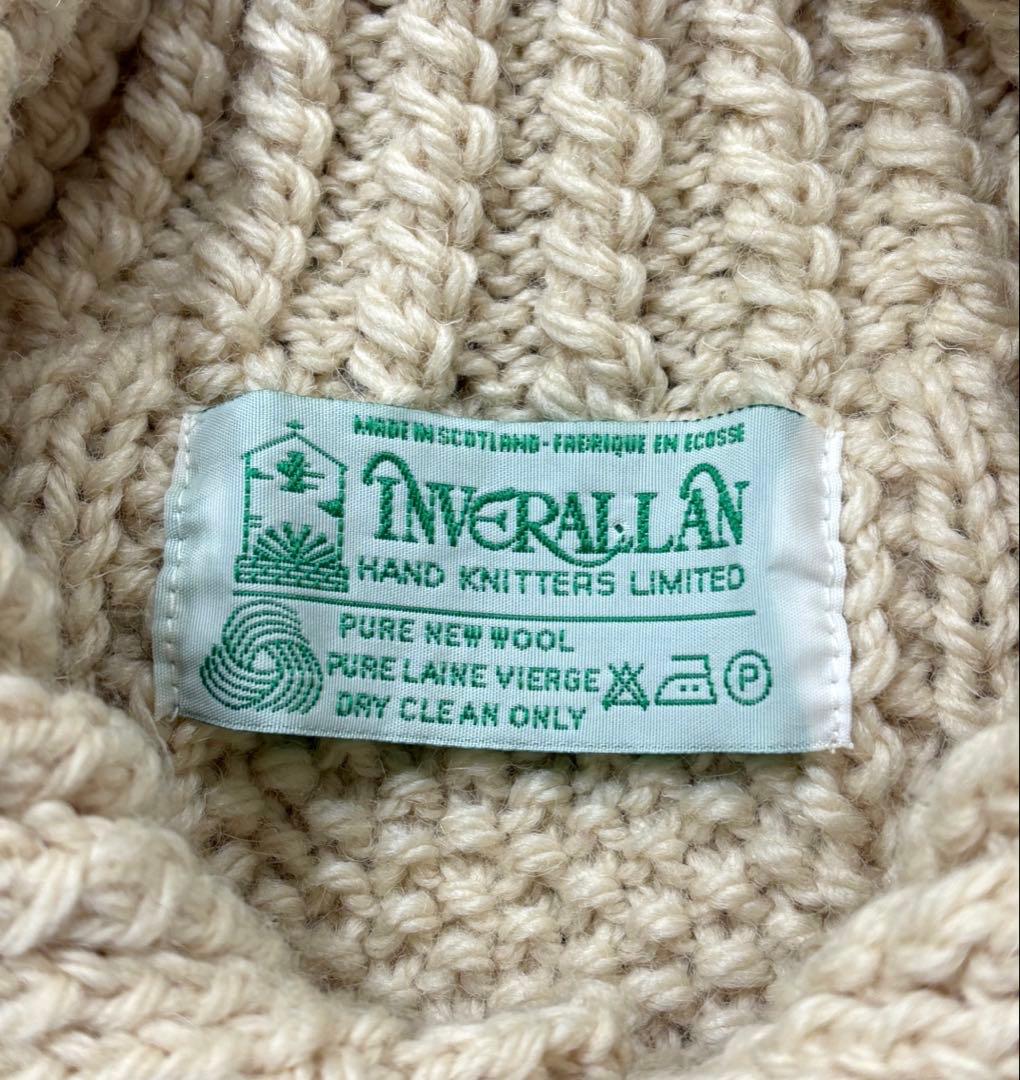 MADE IN SCOTLAND - FABRIQUE EN ECOSSE
INVERALLAN
HAND KNITTERS LIMITED
PURE NEW WOOL
PURE LAINE VIERGE
DRY CLEAN ONLY
P